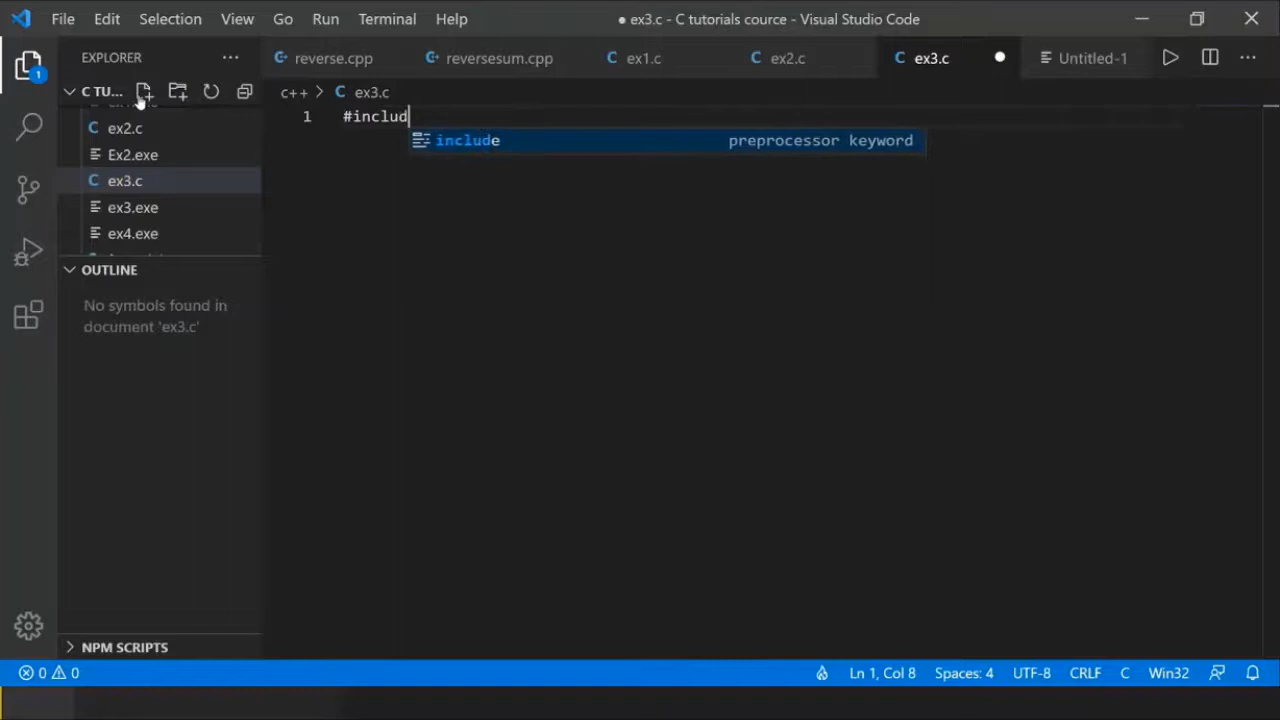 File Edit Selection View Go Run Terminal Help ● ex3.c - C tutorials cource - Visual Studio Code
EXPLORER ···
reverse.cpp reversesum.cpp ex1.c ex2.c ex3.c Untitled-1 ···
1
C TU...
c++ > ex3.c
ex2.c
Ex2.exe
ex3.c
ex3.exe
ex4.exe
1 #includ
include preprocessor keyword
OUTLINE
No symbols found in
document 'ex3.c'
NPM SCRIPTS
0 0 Ln 1, Col 8 Spaces: 4 UTF-8 CRLF C Win32